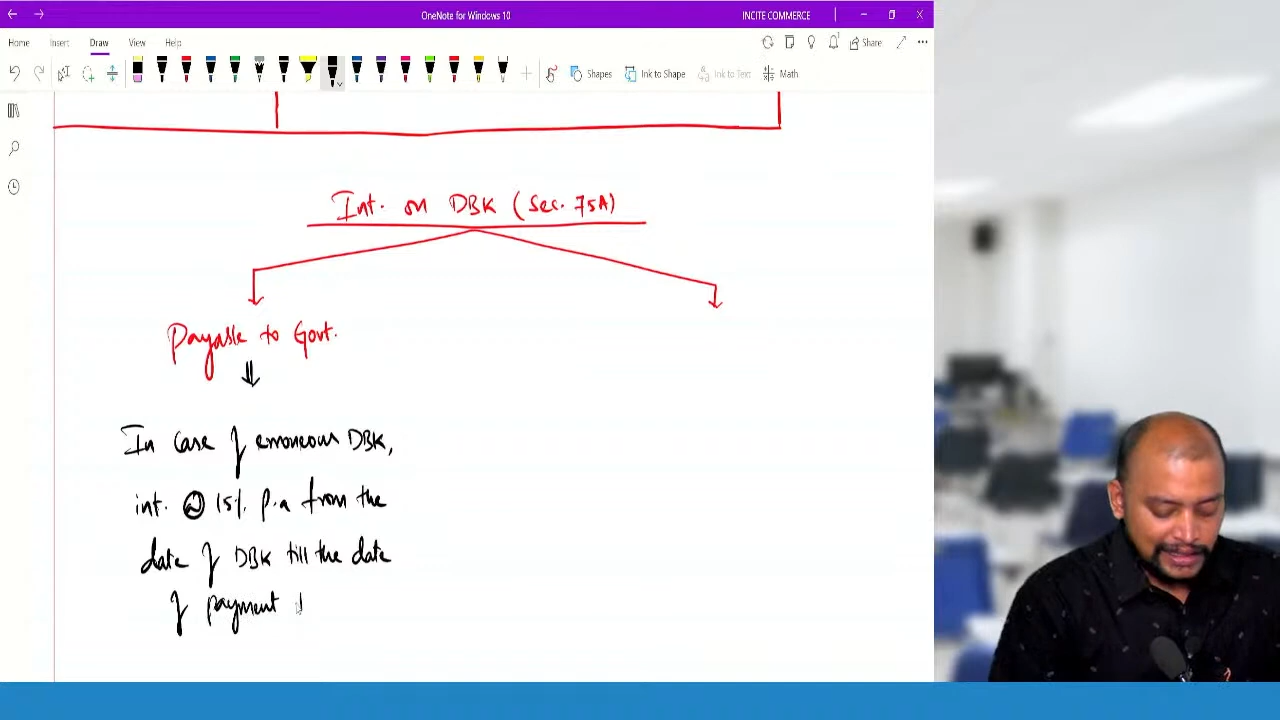 OneNote for Windows 10
INCITE COMMERCE
Home Insert Draw View Help
Share
Shapes Ink to Shape Ink to Text Math
Int. on DBK (Sec. 75A)
Payable to Govt.
In case of erroneous DBK,
int. @ 15% p.a from the
date of DBK till the date
of payment